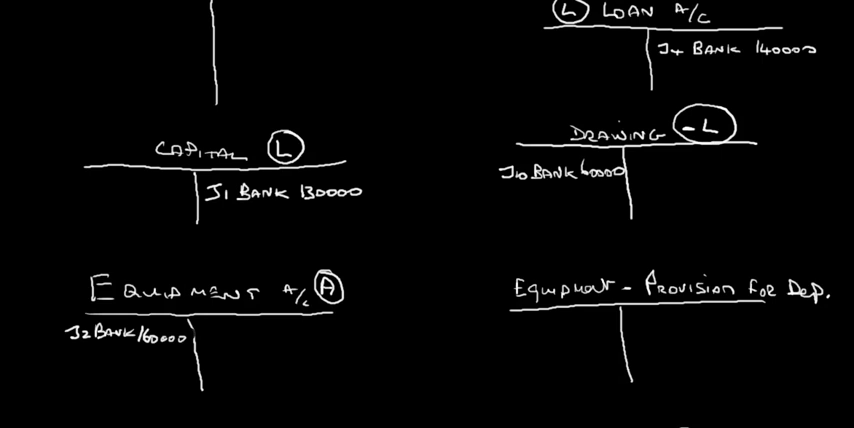 L LOAN A/C
J4 BANK 140000
CAPITAL L
J1 BANK 130000
DRAWING -L
J10 BANK 60000
EQUIPMENT A/C A
J2 BANK 160000
EQUIPMENT - PROVISION FOR DEP.